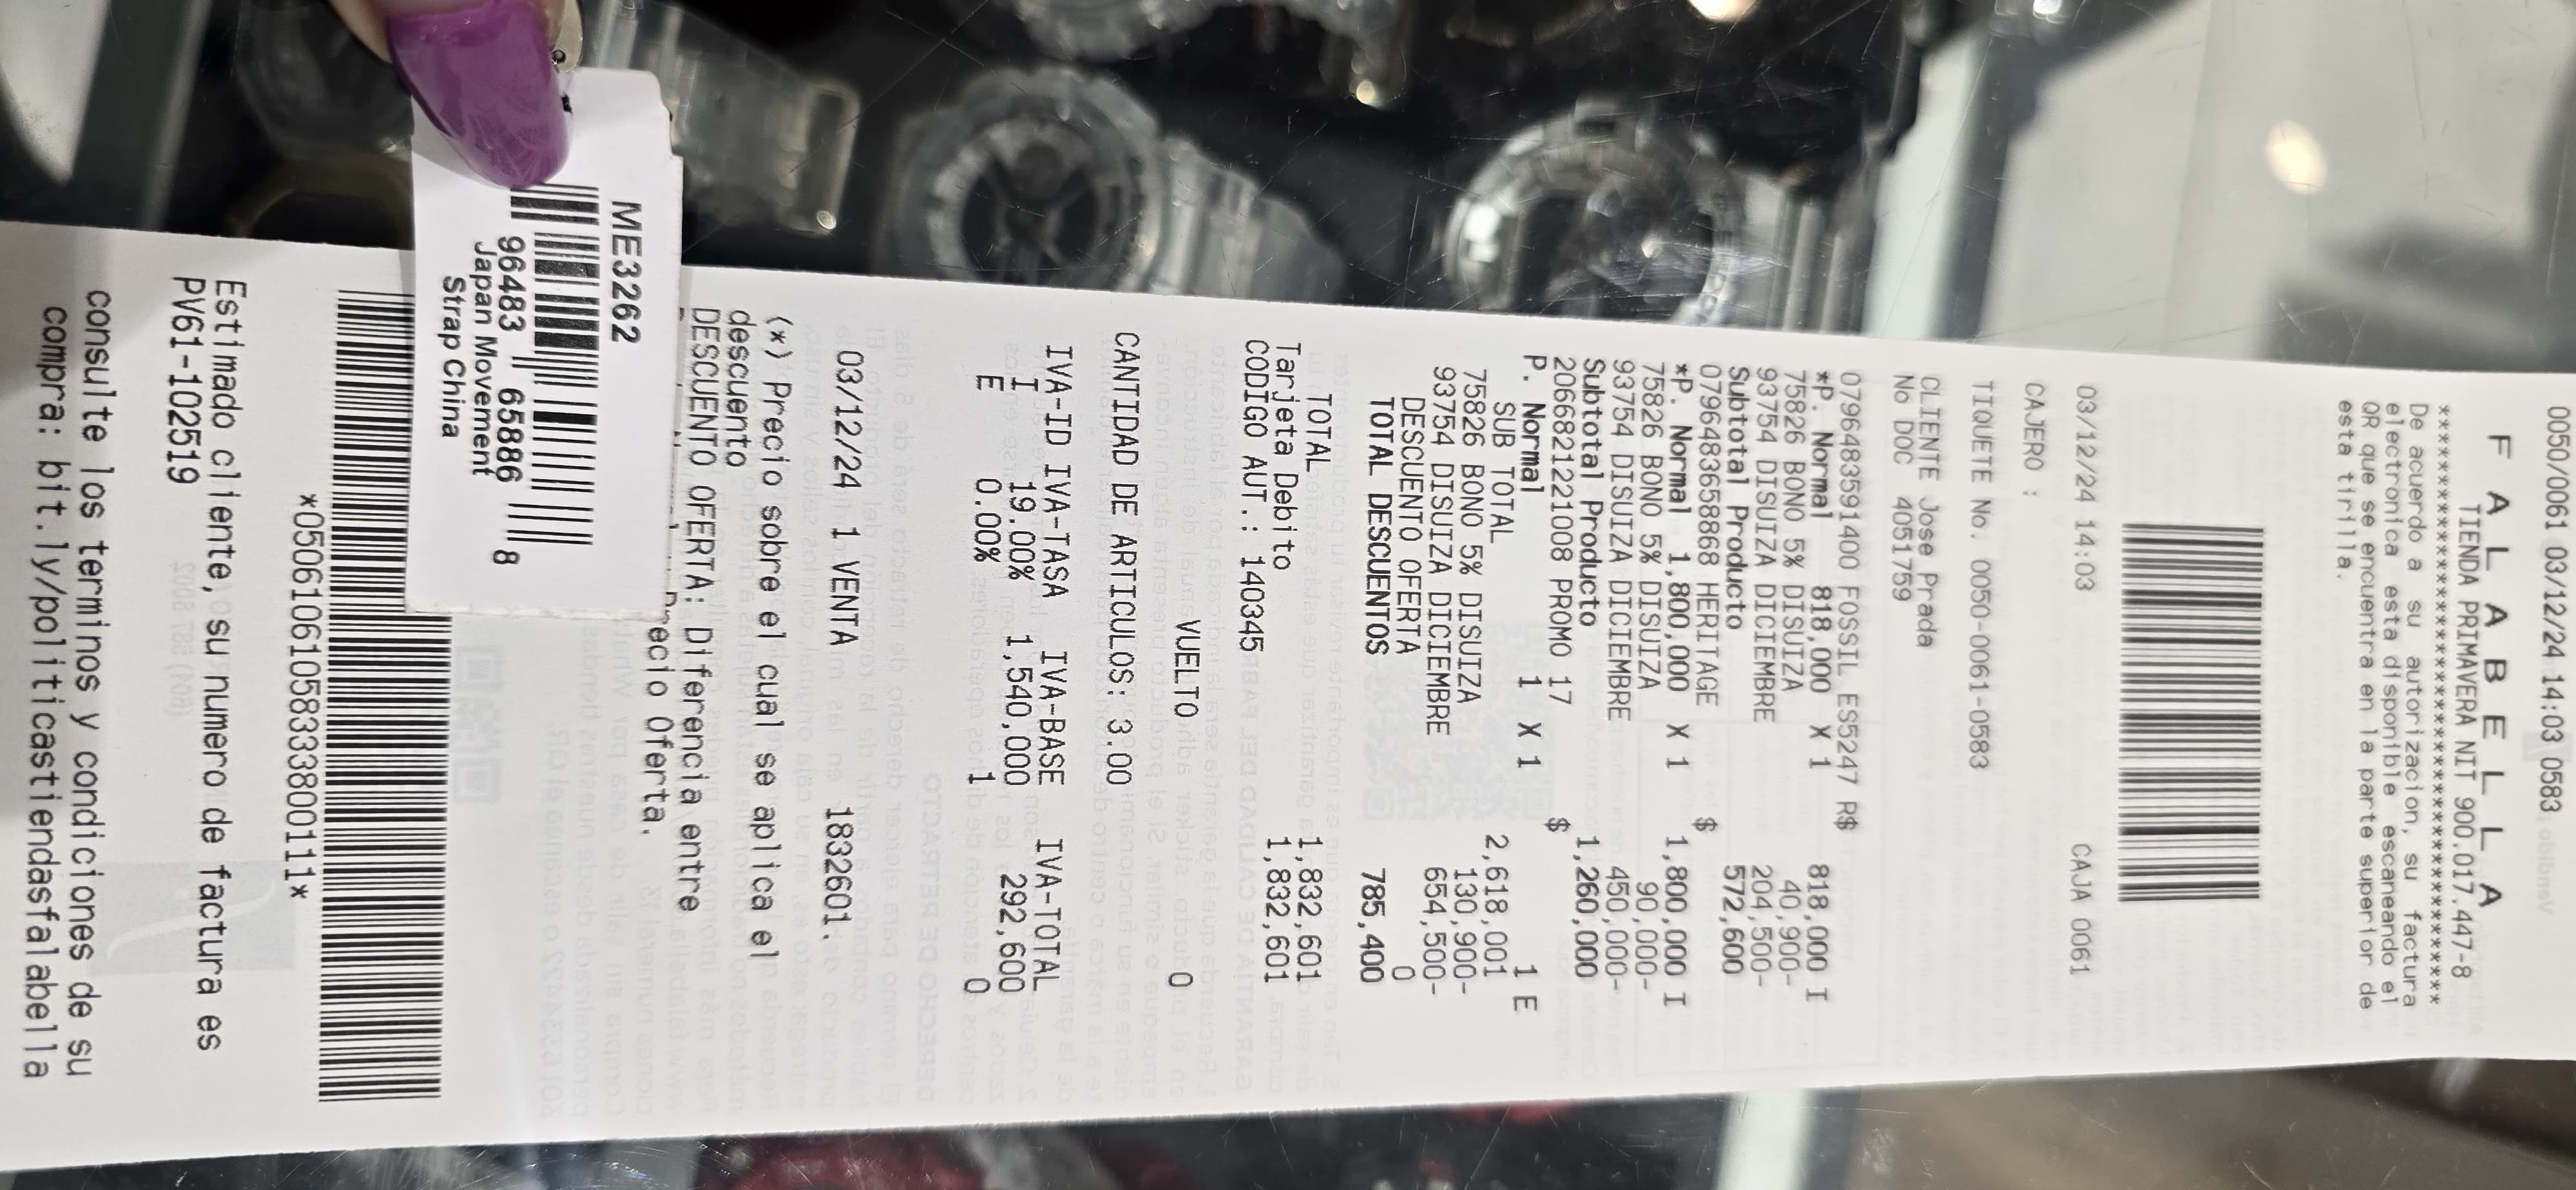 0050/0061 03/12/24 14:03 0583
F A L A B E L L A
TIENDA PRIMAVERA NIT 900.017.447-8
De acuerdo a su autorizacion, su factura
electronica esta disponible escaneando el
QR que se encuentra en la parte superior de
esta tirilla.
03/12/24 14:03 CAJA 0061
CAJERO :
TIQUETE No. 0050-0061-0583
CLIENTE Jose Prada
No DOC 4051759
0796483591400 FOSSIL ES5247 R$
*P. Normal 818,000 X 1 818,000 I
75826 BONO 5% DISUIZA 40,900-
93754 DISUIZA DICIEMBRE 204,500-
Subtotal Producto 572,600
0796483658868 HERITAGE $
*P. Normal 1,800,000 X 1 1,800,000 I
75826 BONO 5% DISUIZA 90,000-
93754 DISUIZA DICIEMBRE 450,000-
Subtotal Producto 1,260,000
2066821221008 PROMO 17 $
P. Normal 1 X 1 1 E
SUB TOTAL 2,618,001
75826 BONO 5% DISUIZA 130,900-
93754 DISUIZA DICIEMBRE 654,500-
DESCUENTO OFERTA 0
TOTAL DESCUENTOS 785,400
TOTAL 1,832,601
Tarjeta Debito 1,832,601
CODIGO AUT.: 140345
VUELTO 0
CANTIDAD DE ARTICULOS: 3.00
IVA-ID IVA-TASA IVA-BASE IVA-TOTAL
I 19.00% 1,540,000 292,600
E 0.00% 1 0
03/12/24 1 VENTA 1832601.
(*) Precio sobre el cual se aplica el
descuento
DESCUENTO OFERTA: Diferencia entre
Precio Oferta.
ME3262
96483 65886 8
Japan Movement
Strap China
*05061061058333800111*
Estimado cliente, su numero de factura es
PV61-102519
consulte los terminos y condiciones de su
compra: bit.ly/politicastiendasfalabella